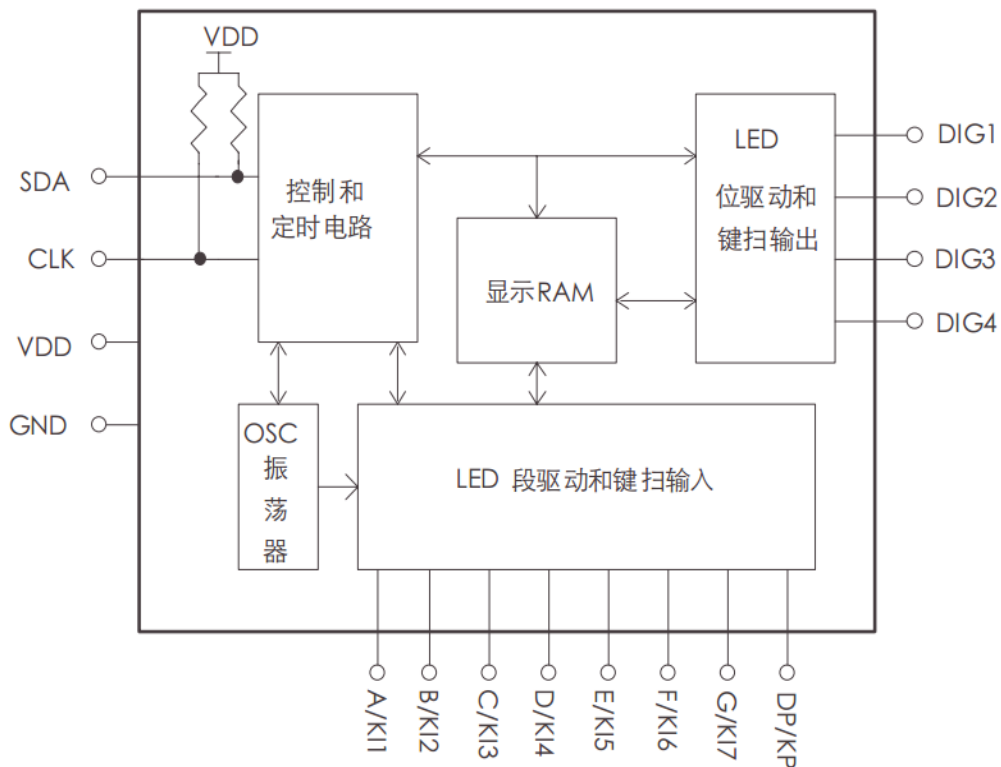 VDD
SDA
CLK
VDD
GND
控制和
定时电路
LED
位驱动和
键扫输出
显示RAM
OSC
振
荡
器
LED 段驱动和键扫输入
DIG1
DIG2
DIG3
DIG4
A/KI1
B/KI2
C/KI3
D/KI4
E/KI5
F/KI6
G/KI7
DP/KP